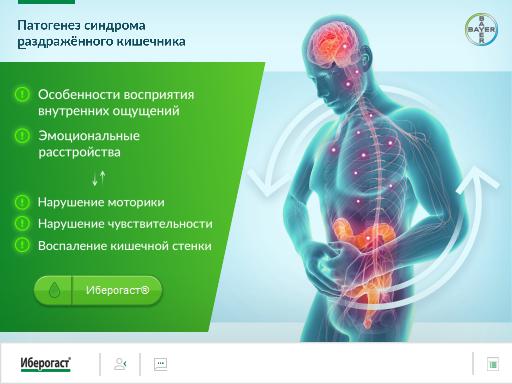 Патогенез синдрома
раздражённого кишечника
BAYER
BAYER
Особенности восприятия
внутренних ощущений
Эмоциональные
расстройства
Нарушение моторики
Нарушение чувствительности
Воспаление кишечной стенки
Иберогаст®
Иберогаст®